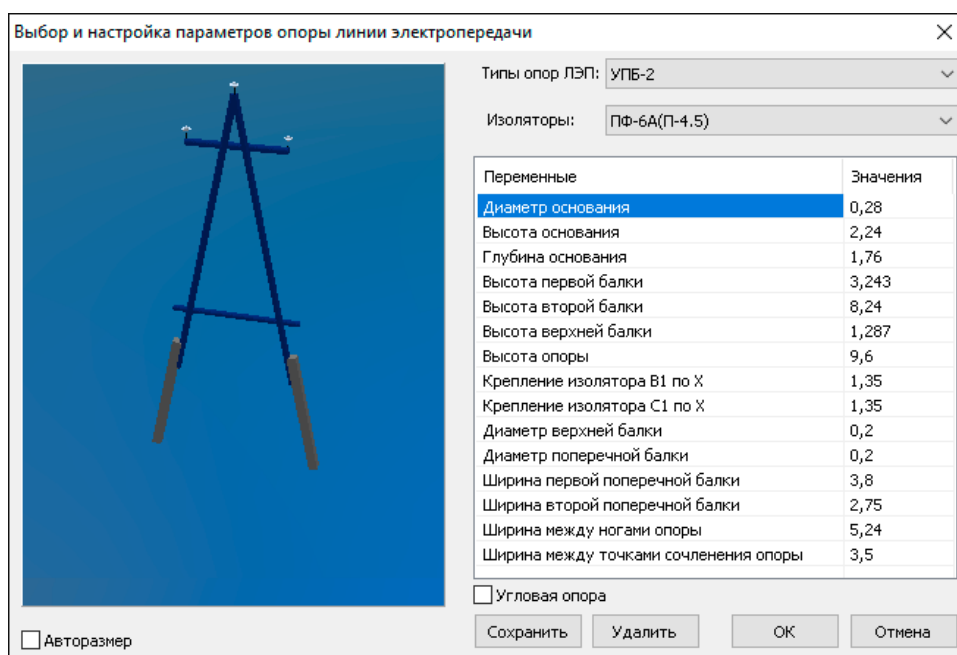 Выбор и настройка параметров опоры линии электропередачи
Типы опор ЛЭП: УПБ-2
Изоляторы: ПФ-6А(П-4.5)
Переменные Значения
Диаметр основания 0,28
Высота основания 2,24
Глубина основания 1,76
Высота первой балки 3,243
Высота второй балки 8,24
Высота верхней балки 1,287
Высота опоры 9,6
Крепление изолятора B1 по X 1,35
Крепление изолятора C1 по X 1,35
Диаметр верхней балки 0,2
Диаметр поперечной балки 0,2
Ширина первой поперечной балки 3,8
Ширина второй поперечной балки 2,75
Ширина между ногами опоры 5,24
Ширина между точками сочленения опоры 3,5
Угловая опора
Авторазмер
Сохранить Удалить ОК Отмена